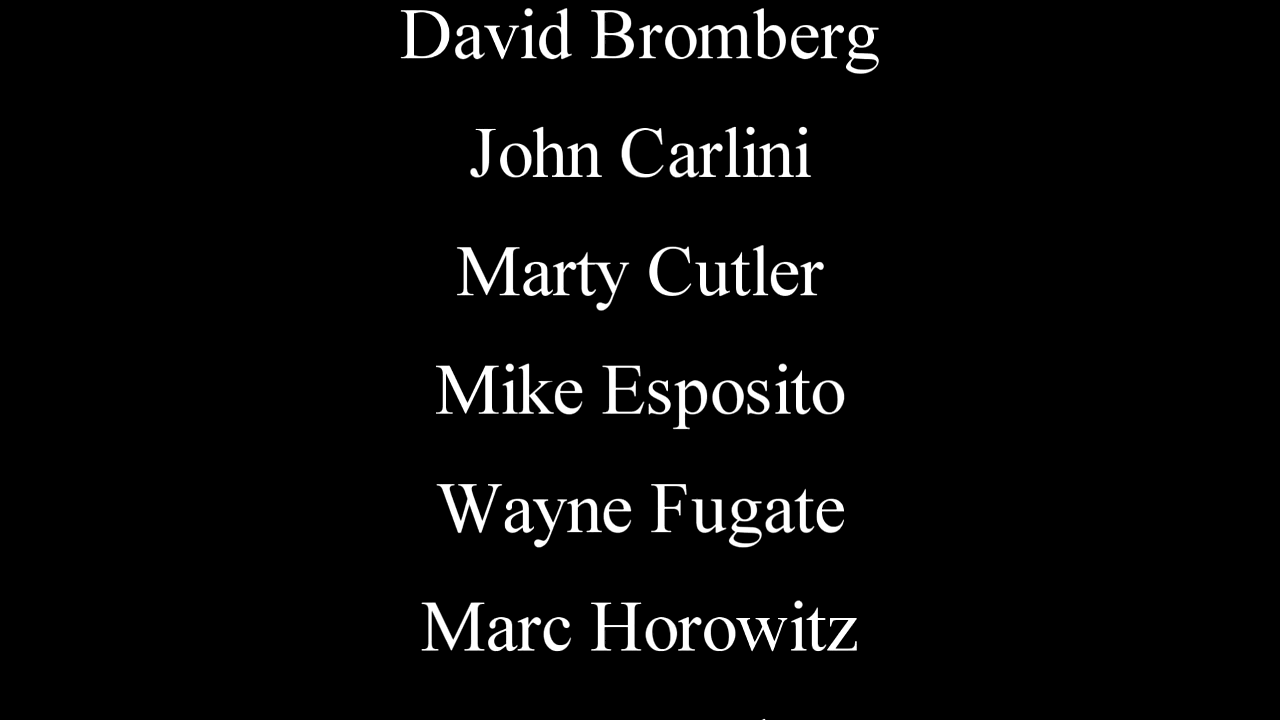 David Bromberg
John Carlini
Marty Cutler
Mike Esposito
Wayne Fugate
Marc Horowitz